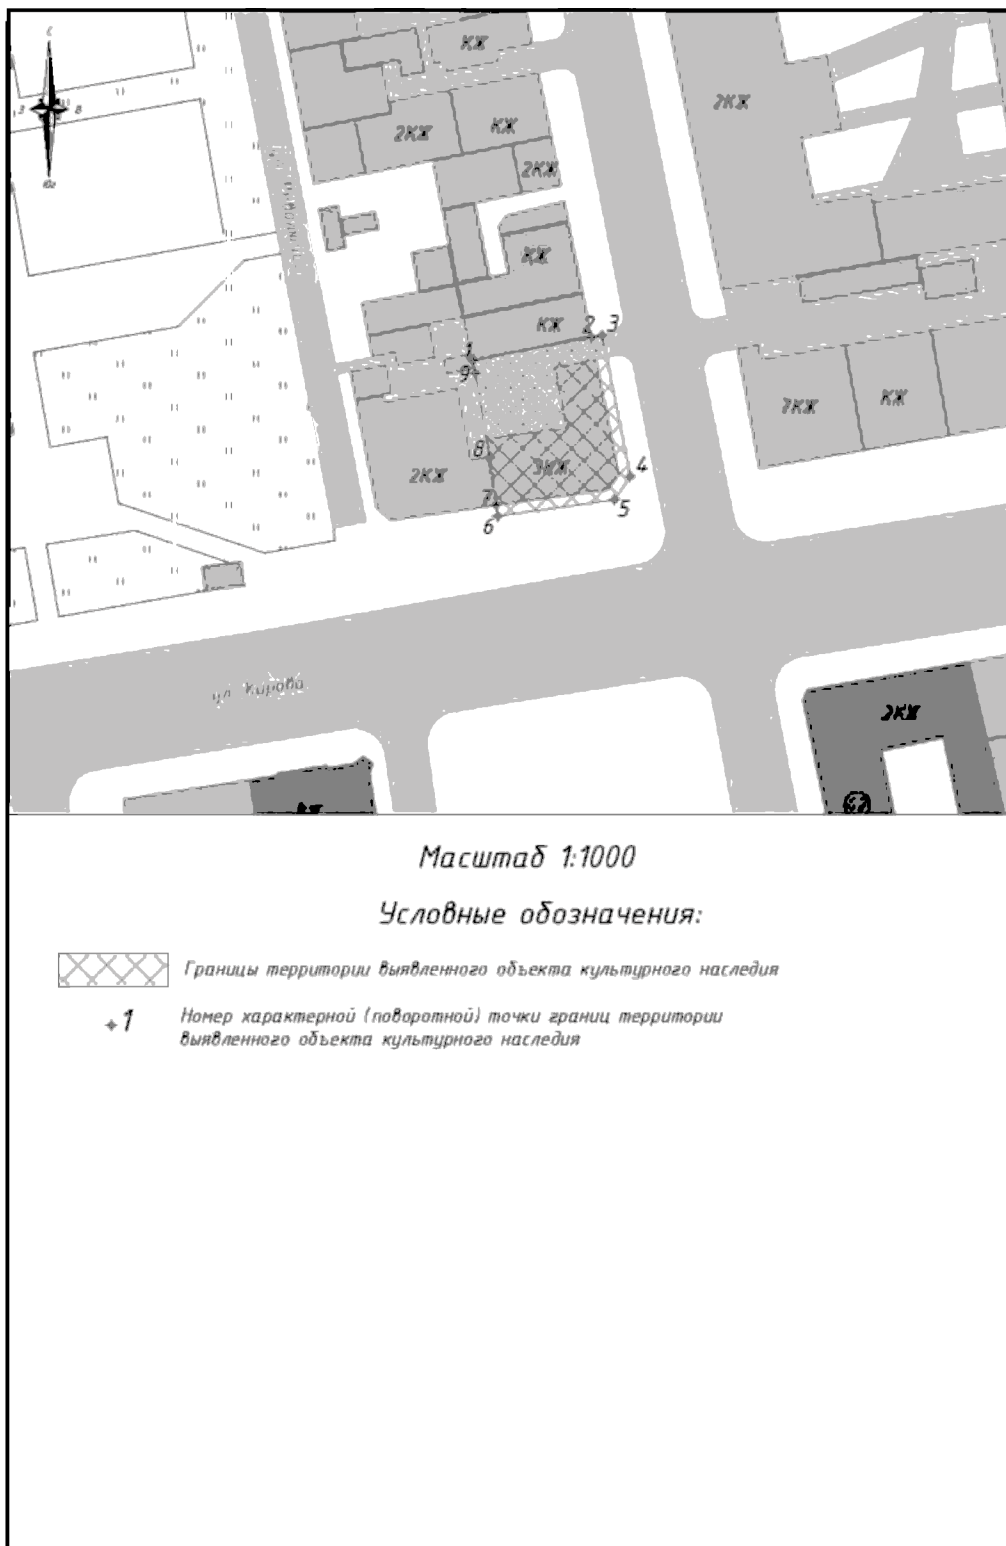 С
З В
Юг
КЖ
2КЖ КЖ
2КЖ
2КЖ
КЖ
КЖ
2 3
1
9
8
3КЖ
2КЖ
4
7
5
6
КЖ
ул. Кирова
2КЖ
Масштаб 1:1000
Условные обозначения:
Границы территории выявленного объекта культурного наследия
1 Номер характерной (поворотной) точки границ территории
выявленного объекта культурного наследия